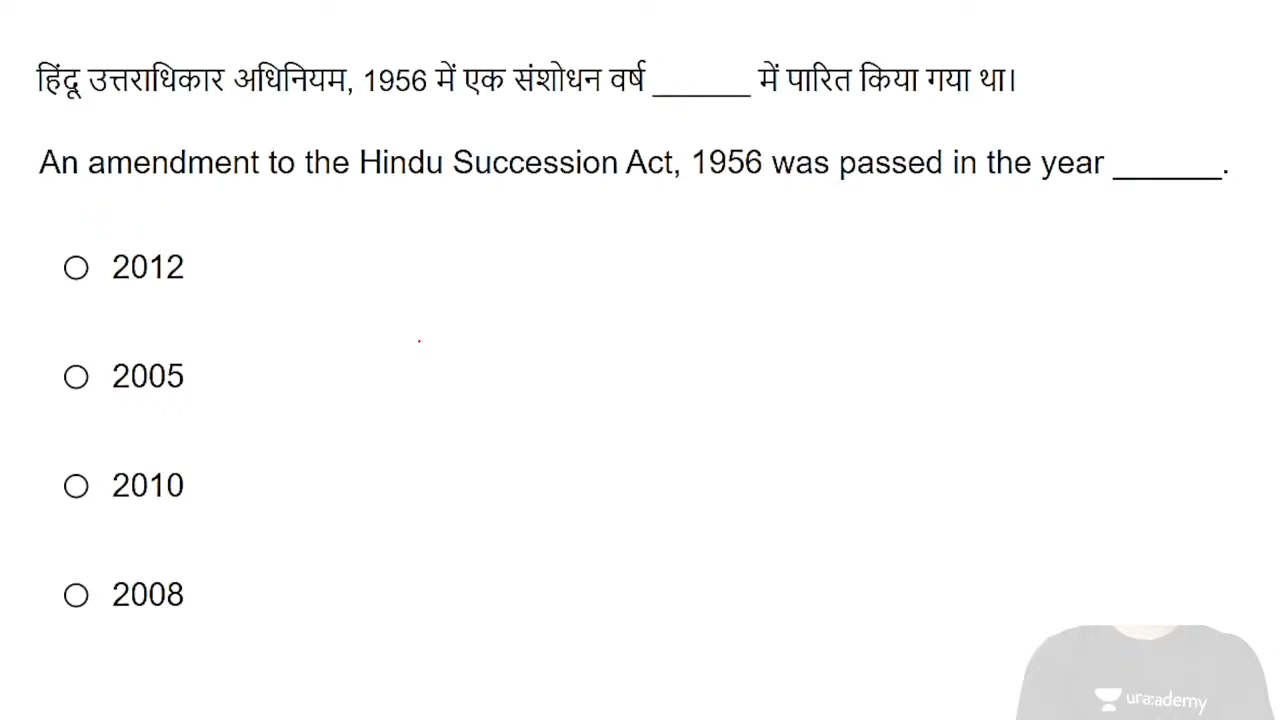 हिंदू उत्तराधिकार अधिनियम, 1956 में एक संशोधन वर्ष ______ में पारित किया गया था।
An amendment to the Hindu Succession Act, 1956 was passed in the year ______.
2012
2005
2010
2008
unacademy